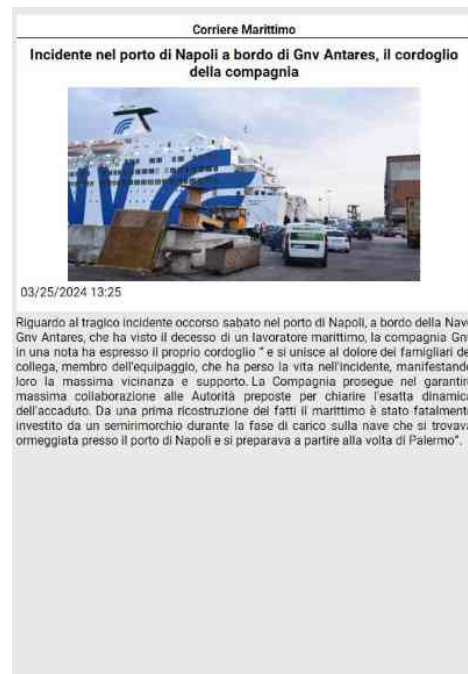 Corriere Marittimo
Incidente nel porto di Napoli a bordo di Gnv Antares, il cordoglio
della compagnia
03/25/2024 13:25
Riguardo al tragico incidente occorso sabato nel porto di Napoli, a bordo della Nave
Gnv Antares, che ha visto il decesso di un lavoratore marittimo, la compagnia Gnv
in una nota ha espresso il proprio cordoglio " e si unisce al dolore dei famigliari del
collega, membro dell'equipaggio, che ha perso la vita nell'incidente, manifestando
loro la massima vicinanza e supporto. La Compagnia prosegue nel garantire
massima collaborazione alle Autorità preposte per chiarire l'esatta dinamica
dell'accaduto. Da una prima ricostruzione dei fatti il marittimo è stato fatalmente
investito da un semirimorchio durante la fase di carico sulla nave che si trovava
ormeggiata presso il porto di Napoli e si preparava a partire alla volta di Palermo".